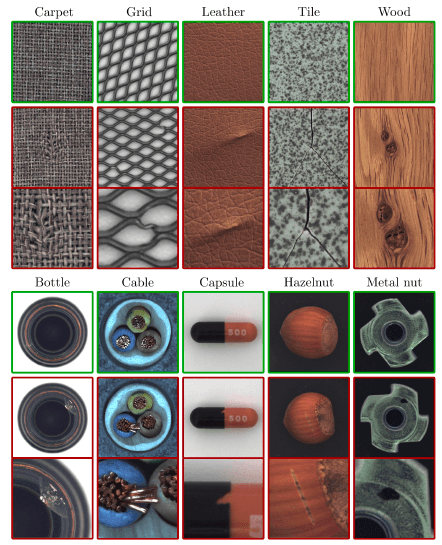 Carpet Grid Leather Tile Wood
Bottle Cable Capsule Hazelnut Metal nut
500
500